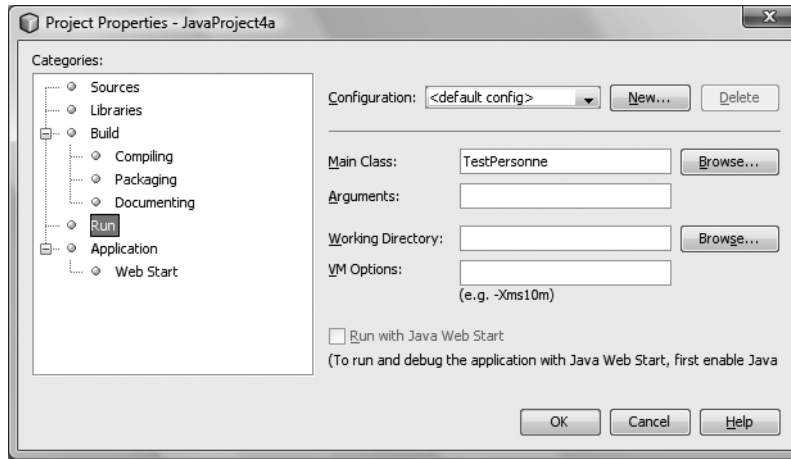 Project Properties - JavaProject4a
Categories:
Sources
Libraries
Build
Compiling
Packaging
Documenting
Run
Application
Web Start
Configuration: <default config> New... Delete
Main Class: TestPersonne Browse...
Arguments:
Working Directory: Browse...
VM Options:
(e.g. -Xms10m)
Run with Java Web Start
(To run and debug the application with Java Web Start, first enable Java
OK Cancel Help